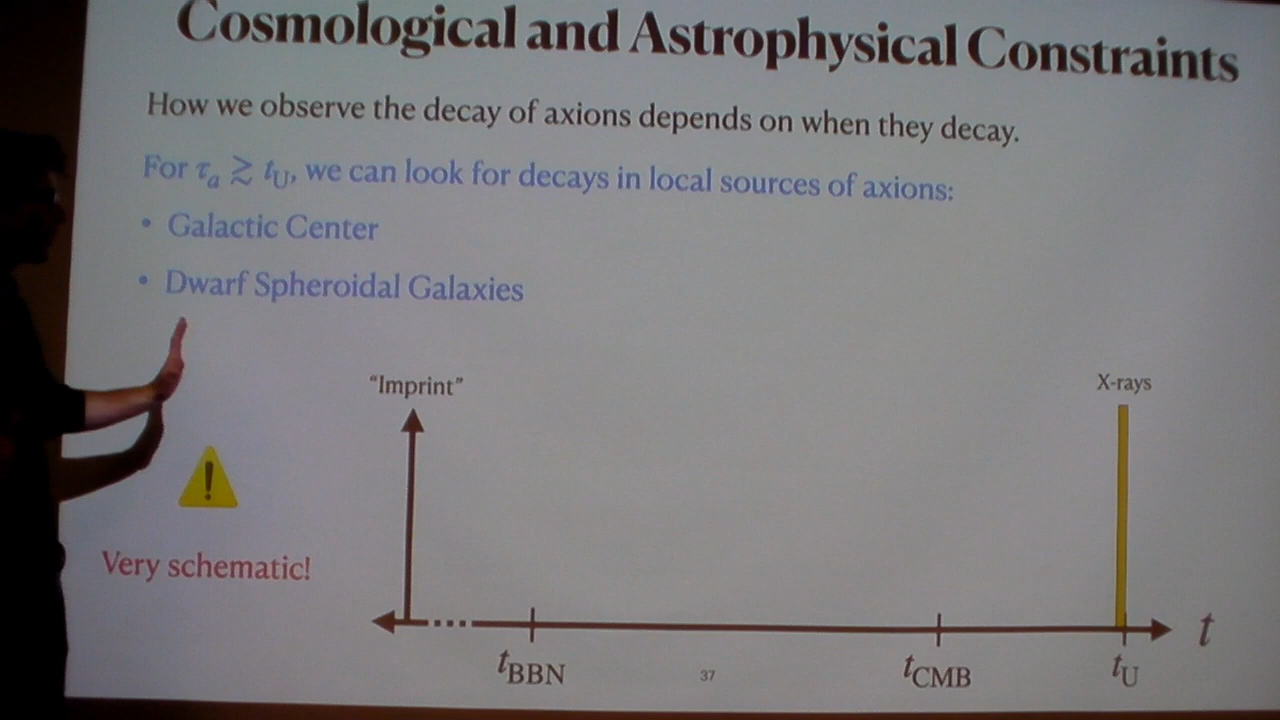 Cosmological and Astrophysical Constraints
How we observe the decay of axions depends on when they decay.
For τₐ ≳ t_U, we can look for decays in local sources of axions:
• Galactic Center
• Dwarf Spheroidal Galaxies
"Imprint"
X-rays
!
Very schematic!
t
t_BBN
t_CMB
t_U
37